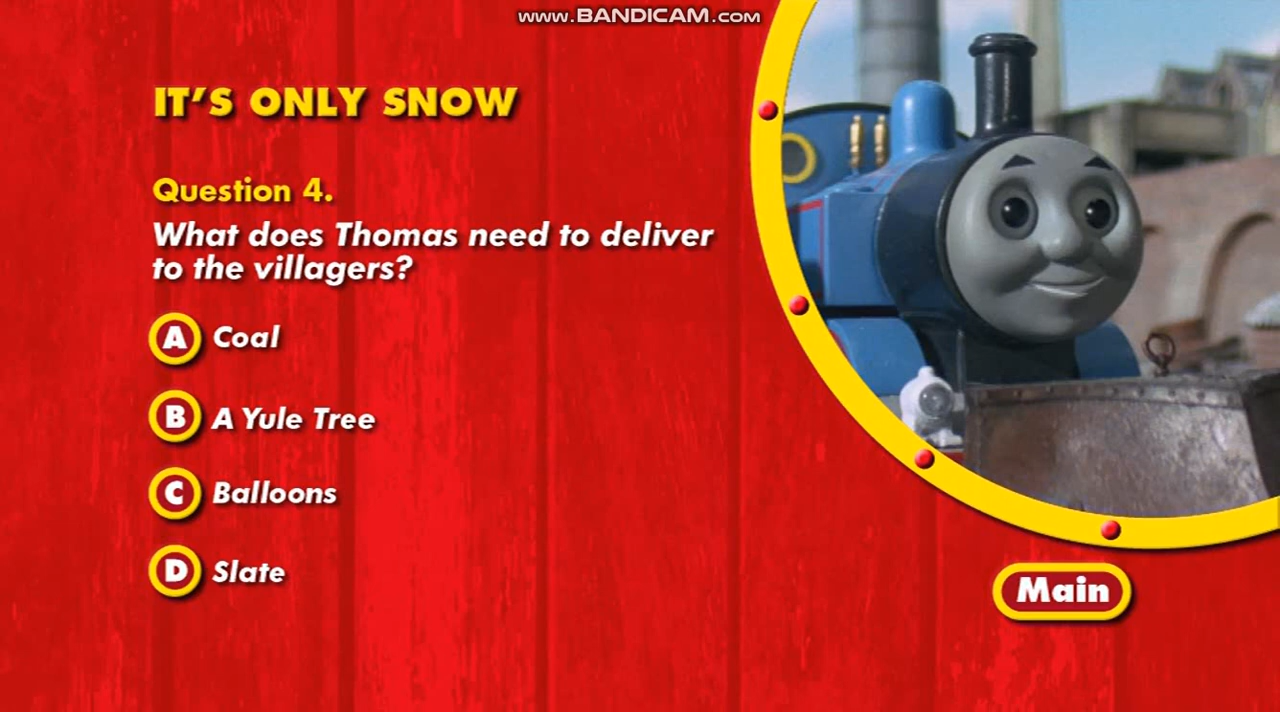 www.BANDICAM.com
IT'S ONLY SNOW
Question 4.
What does Thomas need to deliver
to the villagers?
A Coal
B A Yule Tree
C Balloons
D Slate
Main